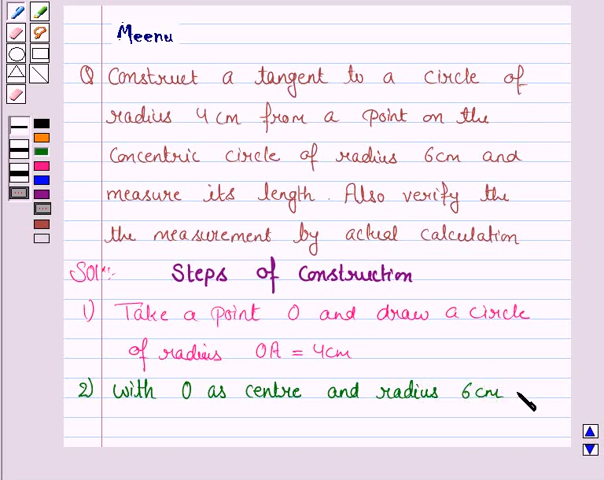 Meenu
Q Construct a tangent to a circle of
radius 4cm from a point on the
Concentric circle of radius 6cm and
measure its length. Also verify the
the measurement by actual calculation
Sol:- Steps of Construction
1) Take a point O and draw a circle
of radius OA = 4cm
2) With O as centre and radius 6cm